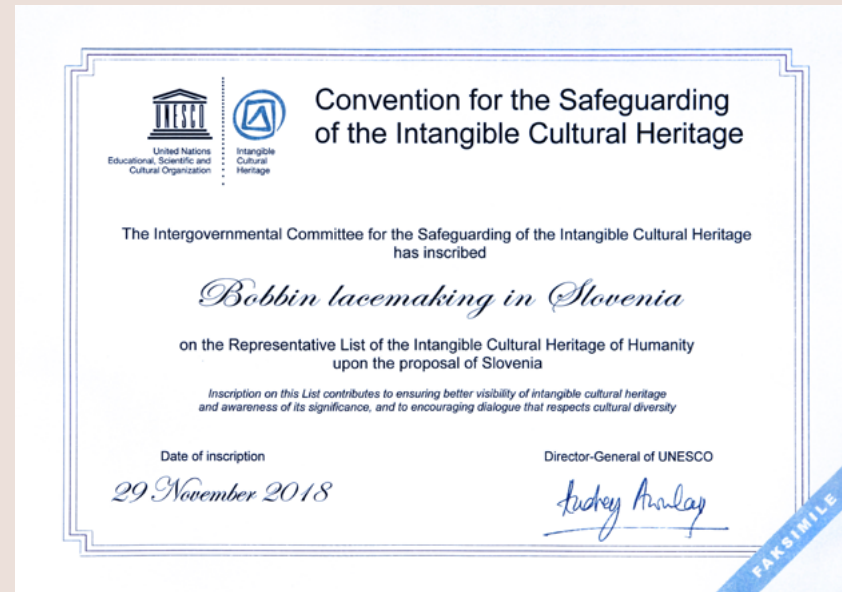 UNESCO
United Nations
Educational, Scientific and
Cultural Organization
Intangible
Cultural
Heritage
Convention for the Safeguarding
of the Intangible Cultural Heritage
The Intergovernmental Committee for the Safeguarding of the Intangible Cultural Heritage
has inscribed
Bobbin lacemaking in Slovenia
on the Representative List of the Intangible Cultural Heritage of Humanity
upon the proposal of Slovenia
Inscription on this List contributes to ensuring better visibility of intangible cultural heritage
and awareness of its significance, and to encouraging dialogue that respects cultural diversity
Date of inscription
29 November 2018
Director-General of UNESCO
FAKSIMILE